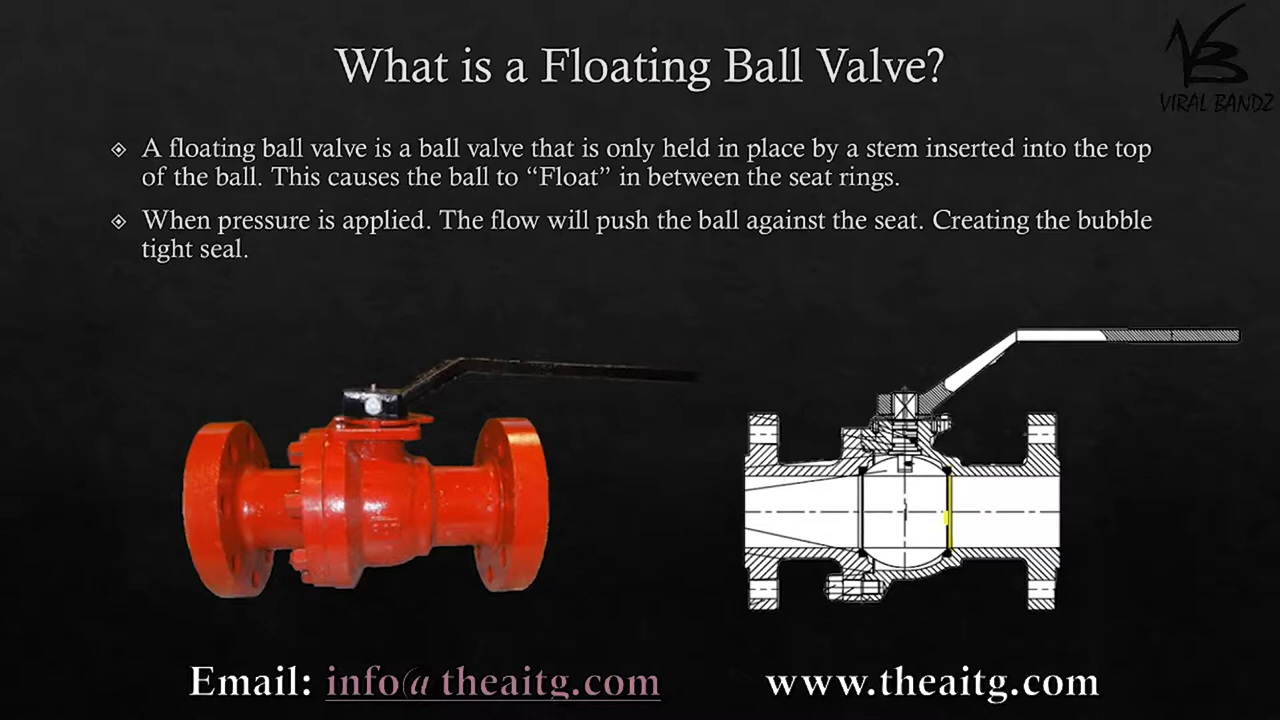 VIRAL BANDZ
What is a Floating Ball Valve?
A floating ball valve is a ball valve that is only held in place by a stem inserted into the top
of the ball. This causes the ball to “Float” in between the seat rings.
When pressure is applied. The flow will push the ball against the seat. Creating the bubble
tight seal.
Email: info@theaitg.com
www.theaitg.com